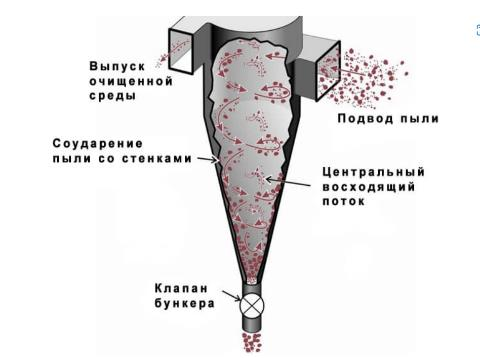 Выпуск
очищенной
среды
Подвод пыли
Соударение
пыли со стенками
Центральный
восходящий
поток
Клапан
бункера